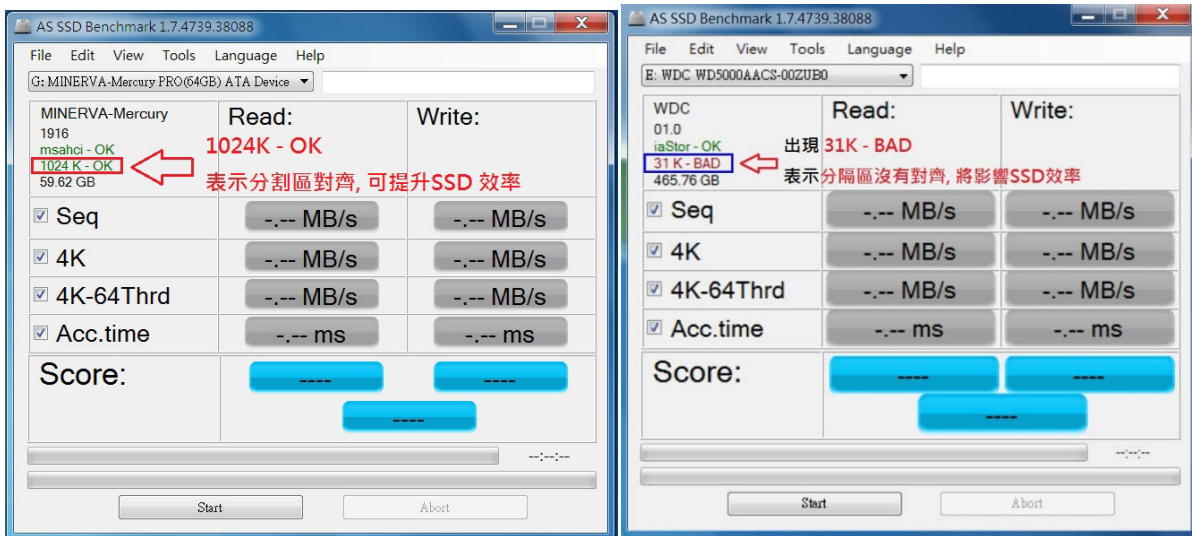 AS SSD Benchmark 1.7.4739.38088
File Edit View Tools Language Help
G: MINERVA-Mercury PRO(64GB) ATA Device
MINERVA-Mercury
1916
msahci - OK
1024 K - OK
59.62 GB
Read:
Write:
1024K - OK
表示分割區對齊, 可提升SSD 效率
Seq
-.-- MB/s
-.-- MB/s
4K
-.-- MB/s
-.-- MB/s
4K-64Thrd
-.-- MB/s
-.-- MB/s
Acc.time
-.-- ms
-.-- ms
Score:
----
----
----
--:--:--
Start
Abort
AS SSD Benchmark 1.7.4739.38088
File Edit View Tools Language Help
E: WDC WD5000AACS-00ZUB0
WDC
01.0
iaStor - OK
31 K - BAD
465.76 GB
Read:
Write:
出現 31K - BAD
表示分隔區沒有對齊, 將影響SSD效率
Seq
-.-- MB/s
-.-- MB/s
4K
-.-- MB/s
-.-- MB/s
4K-64Thrd
-.-- MB/s
-.-- MB/s
Acc.time
-.-- ms
-.-- ms
Score:
----
----
----
--:--:--
Start
Abort